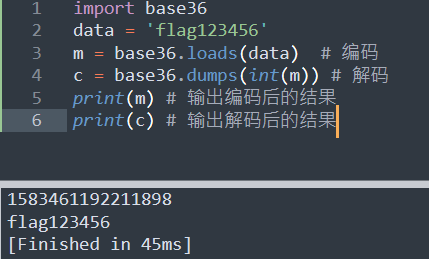 1 import base36
2 data = 'flag123456'
3 m = base36.loads(data)  # 编码
4 c = base36.dumps(int(m)) # 解码
5 print(m) # 输出编码后的结果
6 print(c) # 输出解码后的结果
1583461192211898
flag123456
[Finished in 45ms]